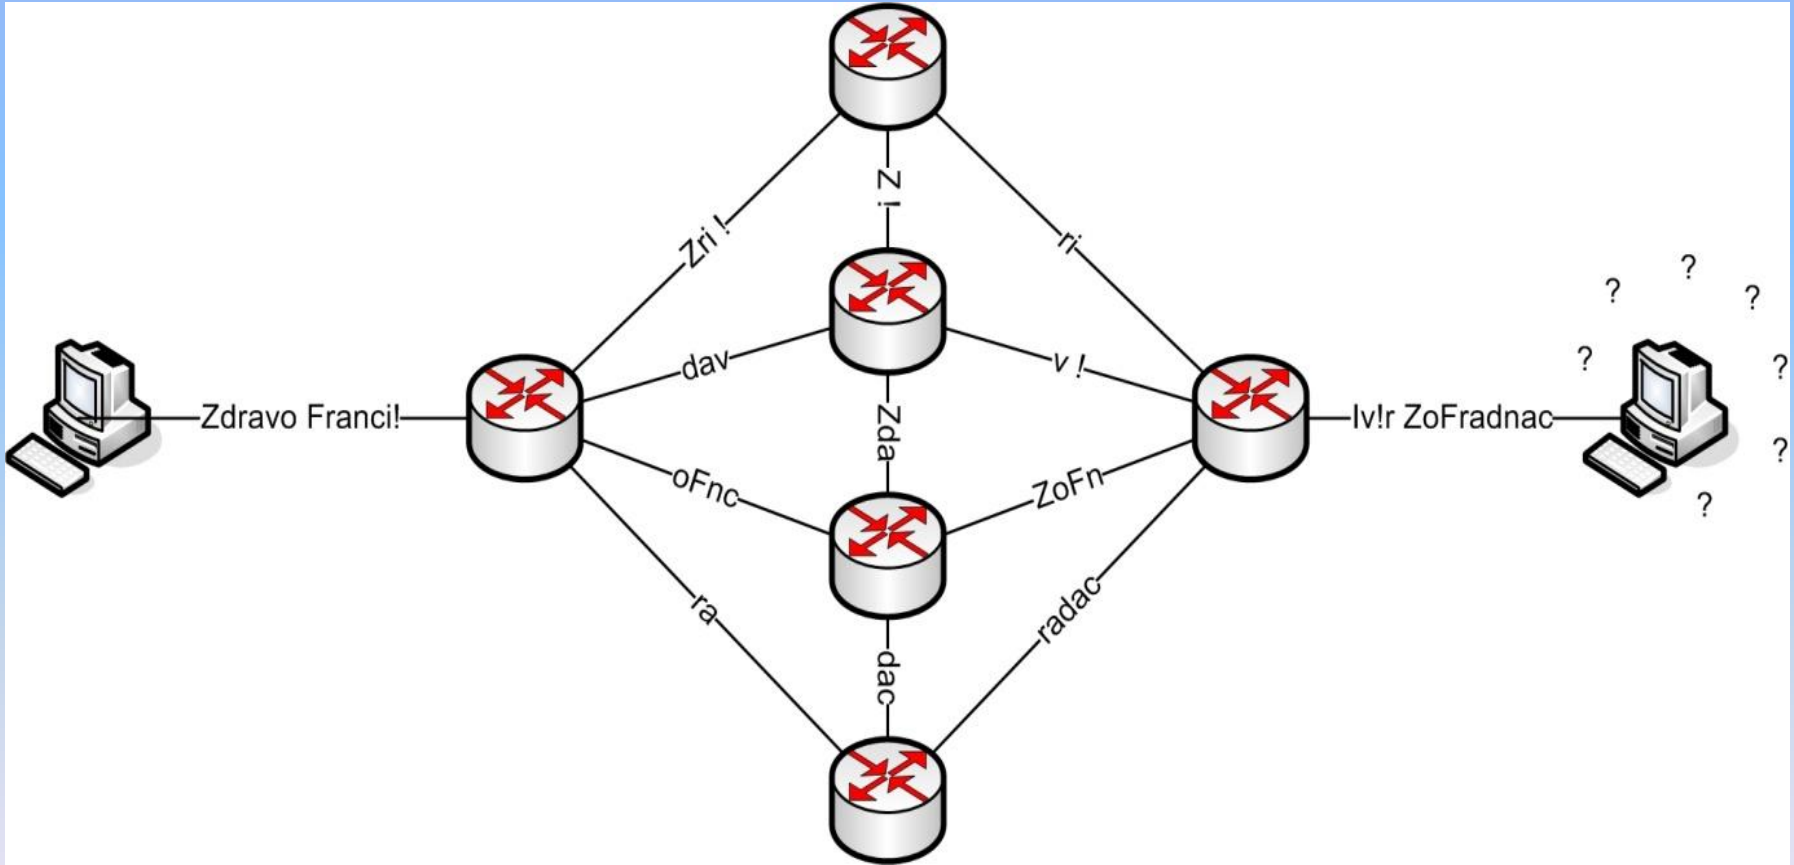 Z !
Zri !
ri
?
?
?
?
dav
v !
?
Zdravo Franci!
Zda
Iv!r ZoFradnac
?
oFnc
ZoFn
?
ra
radac
dac